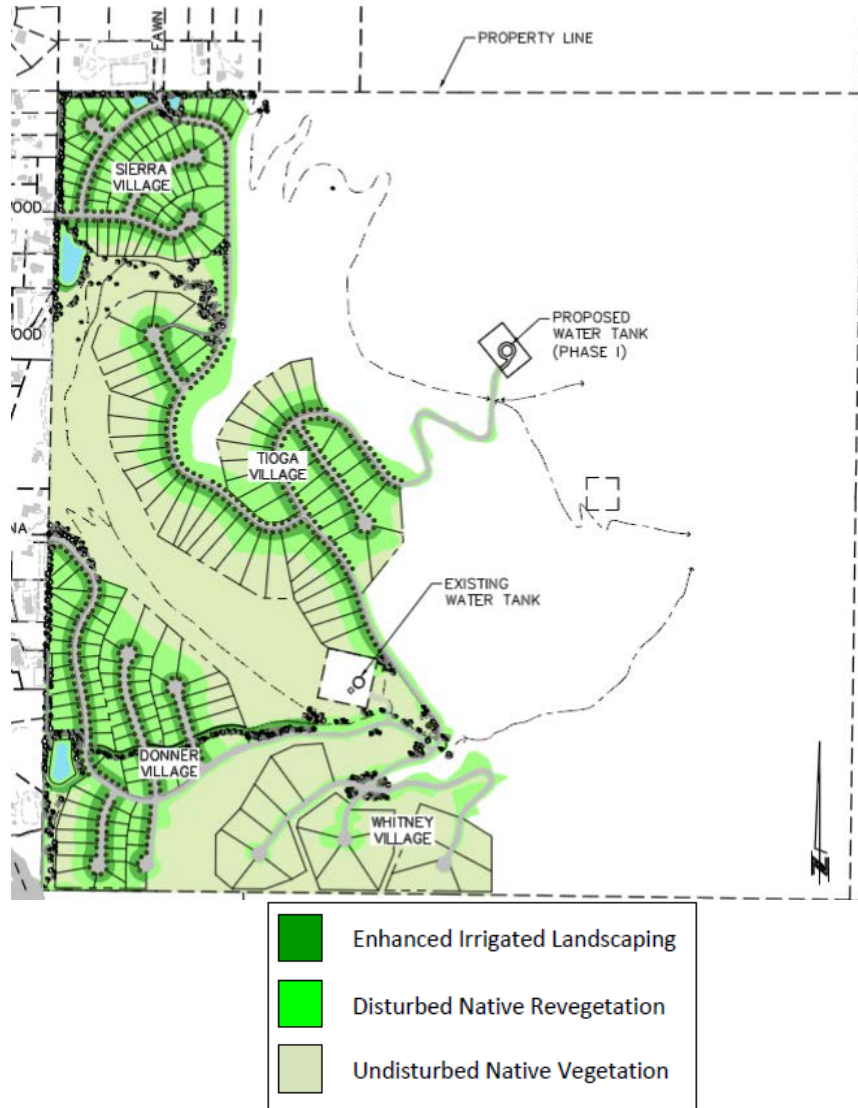 FAWN
PROPERTY LINE
SIERRA
VILLAGE
OOD
PROPOSED
WATER TANK
(PHASE I)
OOD
TIOGA
VILLAGE
NA
EXISTING
WATER TANK
DONNER
VILLAGE
WHITNEY
VILLAGE
N
Enhanced Irrigated Landscaping
Disturbed Native Revegetation
Undisturbed Native Vegetation